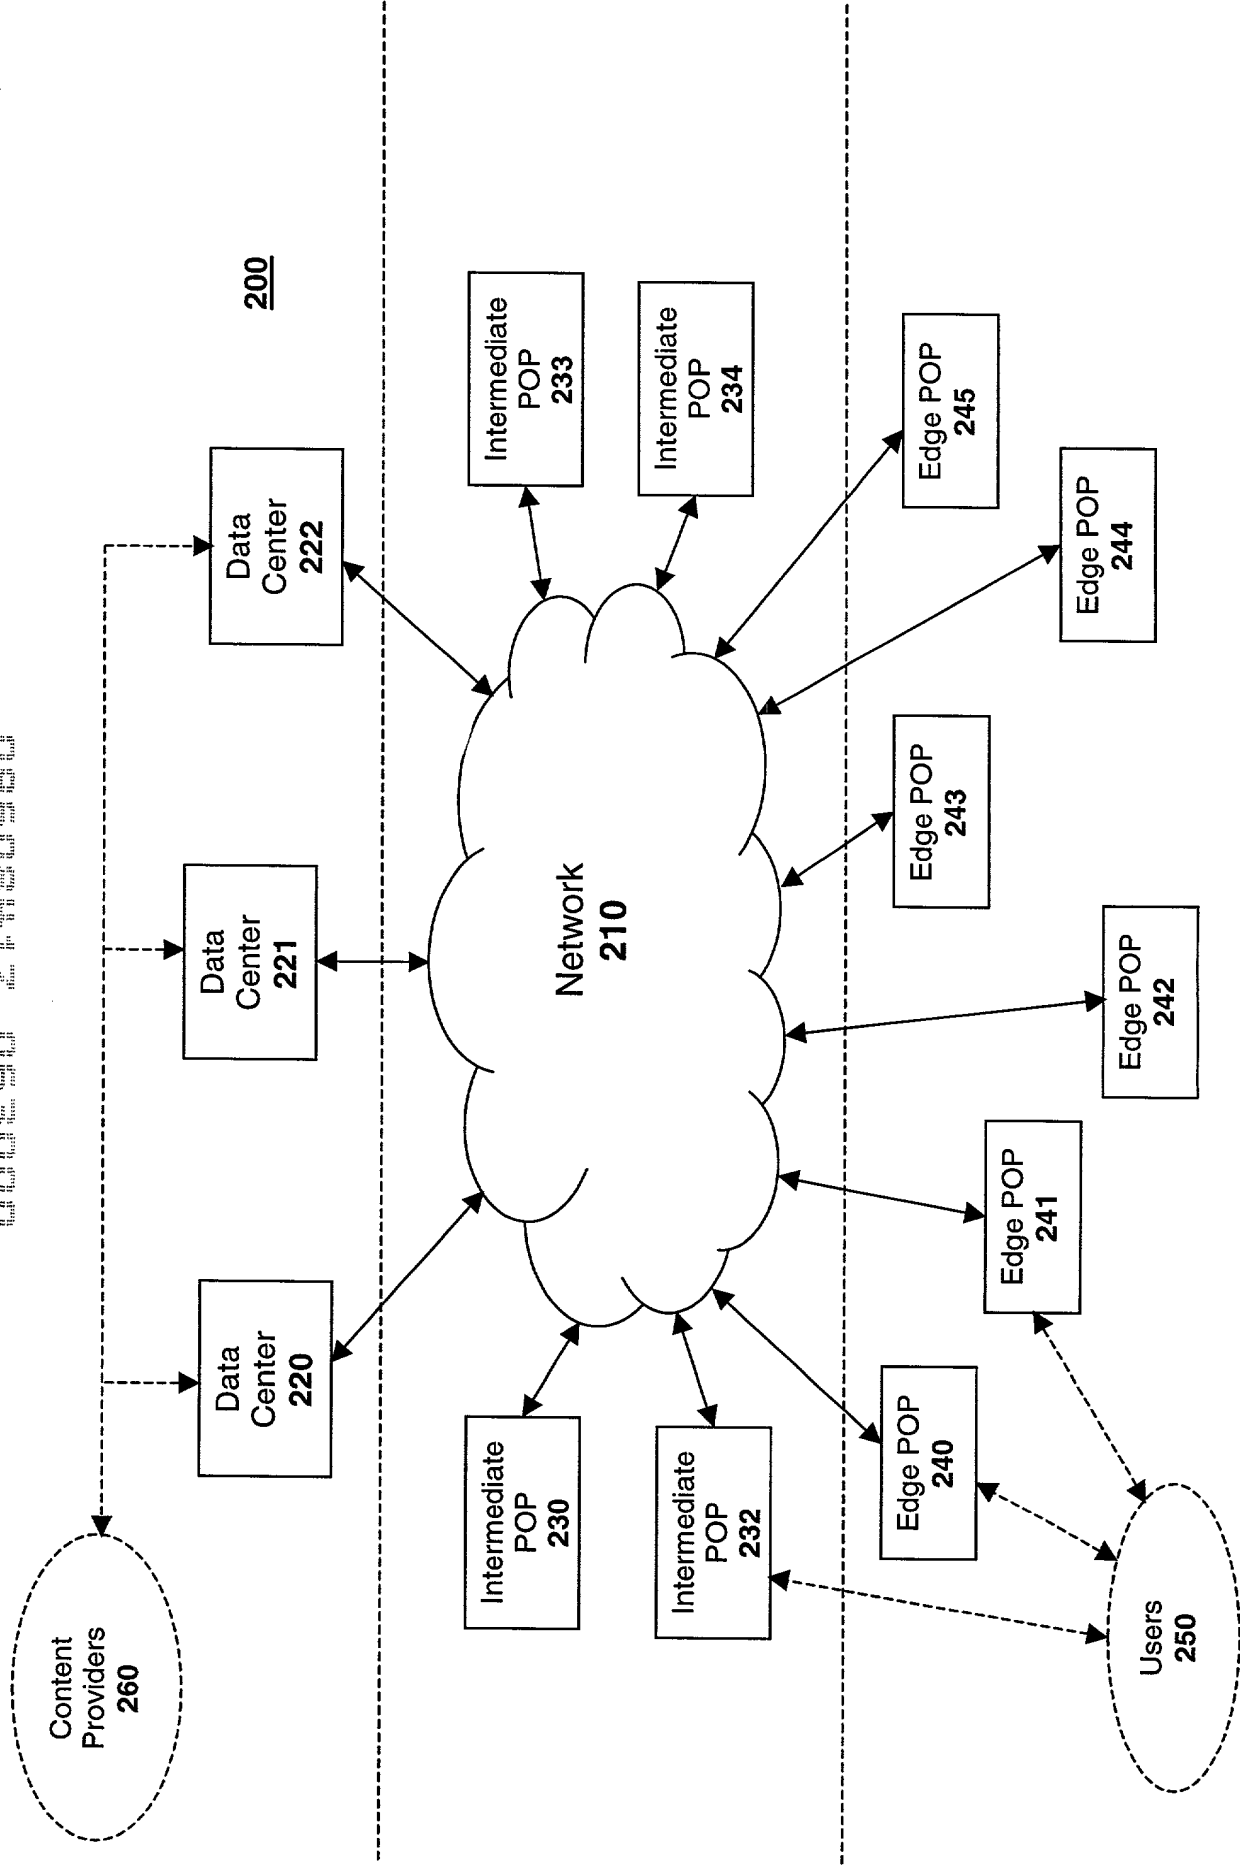 200
Content
Providers
260
Data
Center
220
Data
Center
221
Data
Center
222
Intermediate
POP
230
Intermediate
POP
232
Network
210
Intermediate
POP
233
Intermediate
POP
234
Edge POP
240
Edge POP
241
Edge POP
242
Edge POP
243
Edge POP
244
Edge POP
245
Users
250